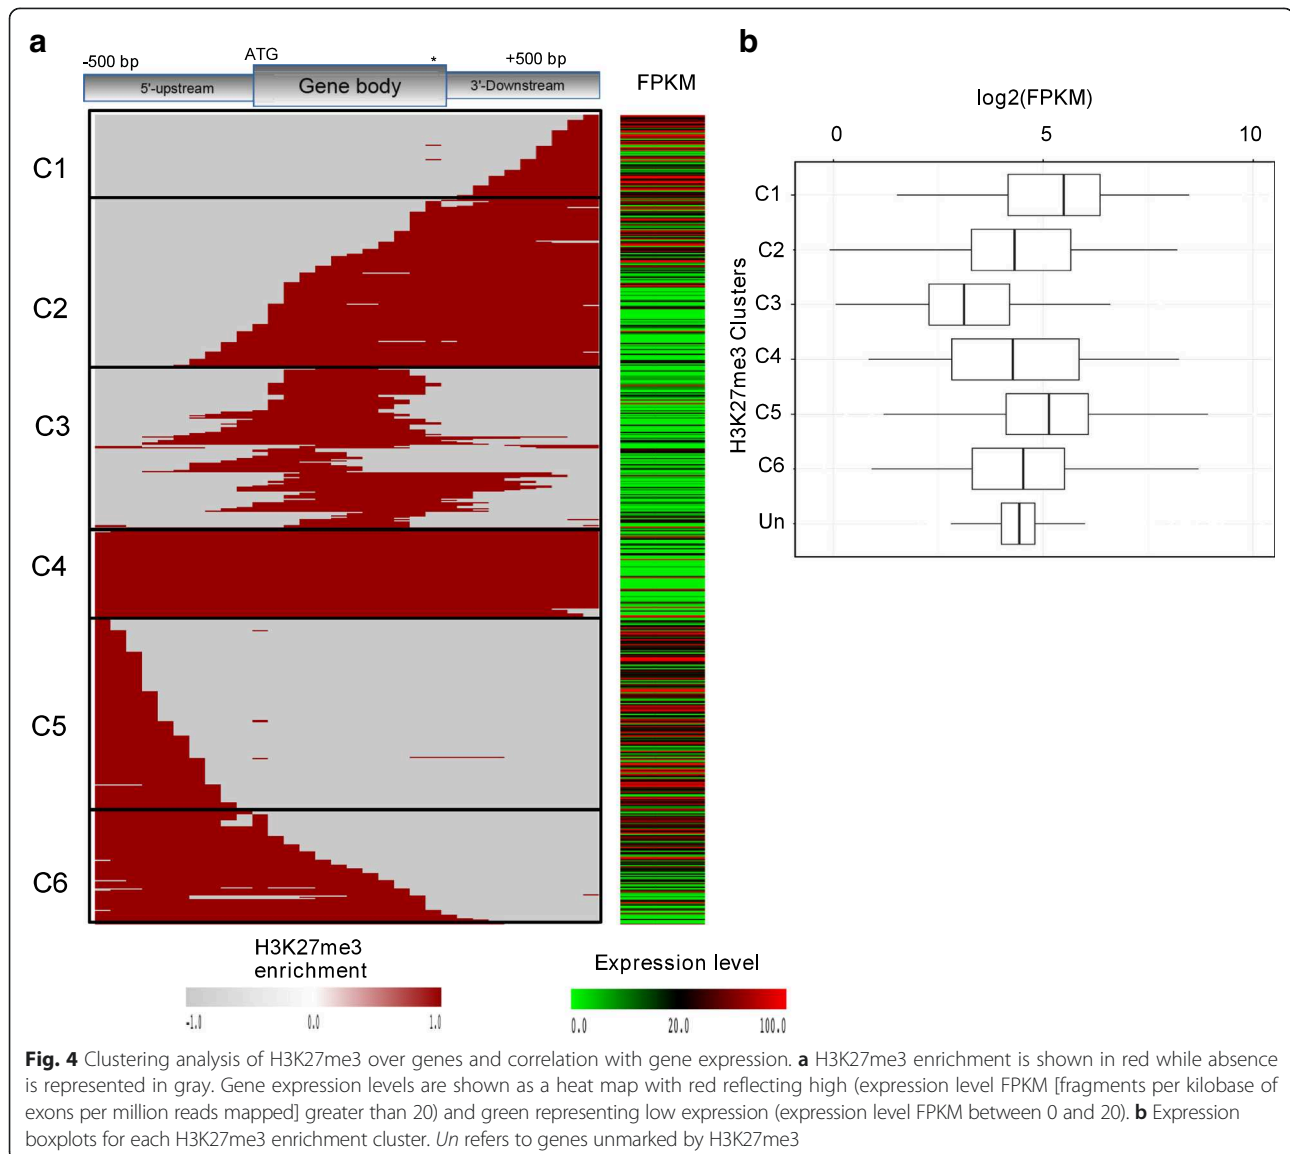 a
b
-500 bp
ATG
*
+500 bp
5'-upstream
Gene body
3'-Downstream
FPKM
C1
C2
C3
C4
C5
C6
H3K27me3
enrichment
-1.0
0.0
1.0
Expression level
0.0
20.0
100.0
log2(FPKM)
0
5
10
H3K27me3 Clusters
C1
C2
C3
C4
C5
C6
Un
Fig. 4 Clustering analysis of H3K27me3 over genes and correlation with gene expression. a H3K27me3 enrichment is shown in red while absence
is represented in gray. Gene expression levels are shown as a heat map with red reflecting high (expression level FPKM [fragments per kilobase of
exons per million reads mapped] greater than 20) and green representing low expression (expression level FPKM between 0 and 20). b Expression
boxplots for each H3K27me3 enrichment cluster. Un refers to genes unmarked by H3K27me3